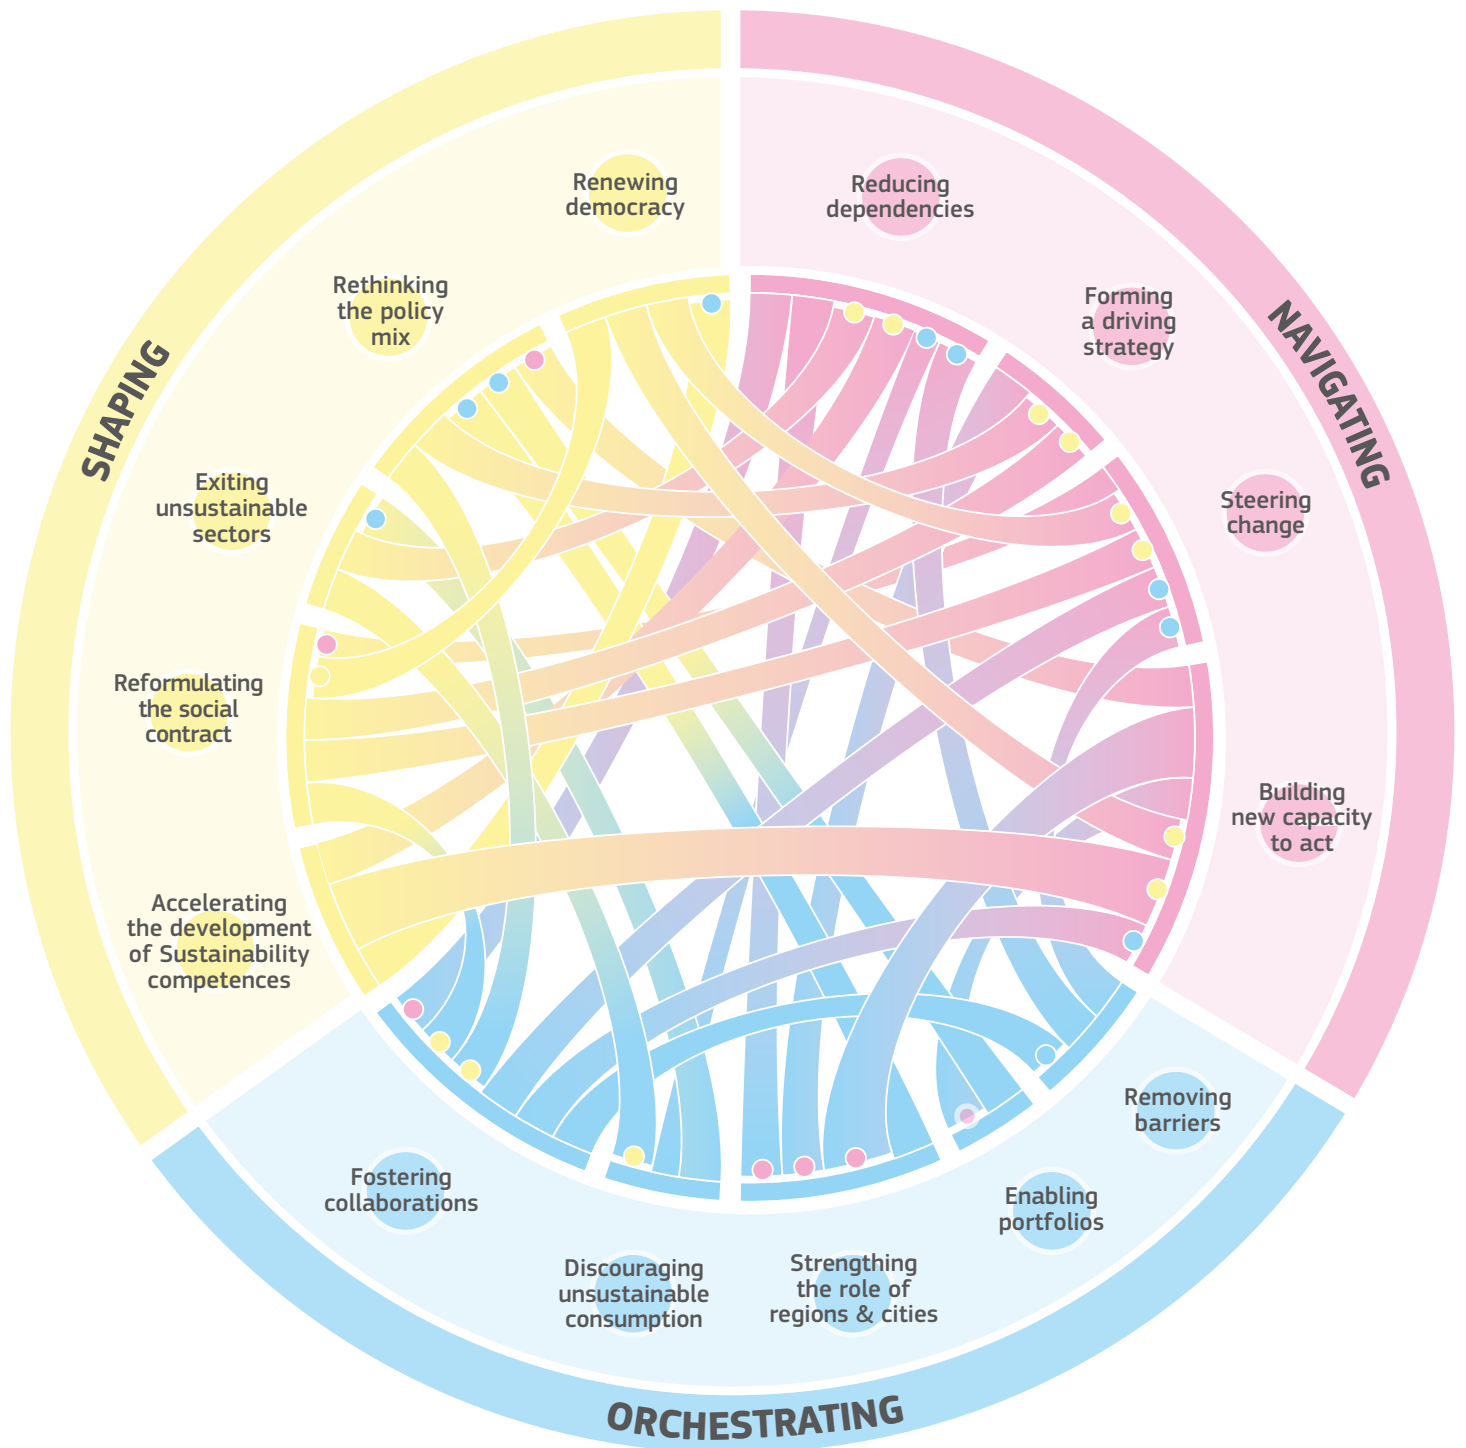 SHAPING
Renewing
democracy
Rethinking
the policy
mix
Exiting
unsustainable
sectors
Reformulating
the social
contract
Accelerating
the development
of Sustainability
competences
NAVIGATING
Reducing
dependencies
Forming
a driving
strategy
Steering
change
Building
new capacity
to act
Removing
barriers
Enabling
portfolios
Strengthing
the role of
regions & cities
Discouraging
unsustainable
consumption
Fostering
collaborations
ORCHESTRATING